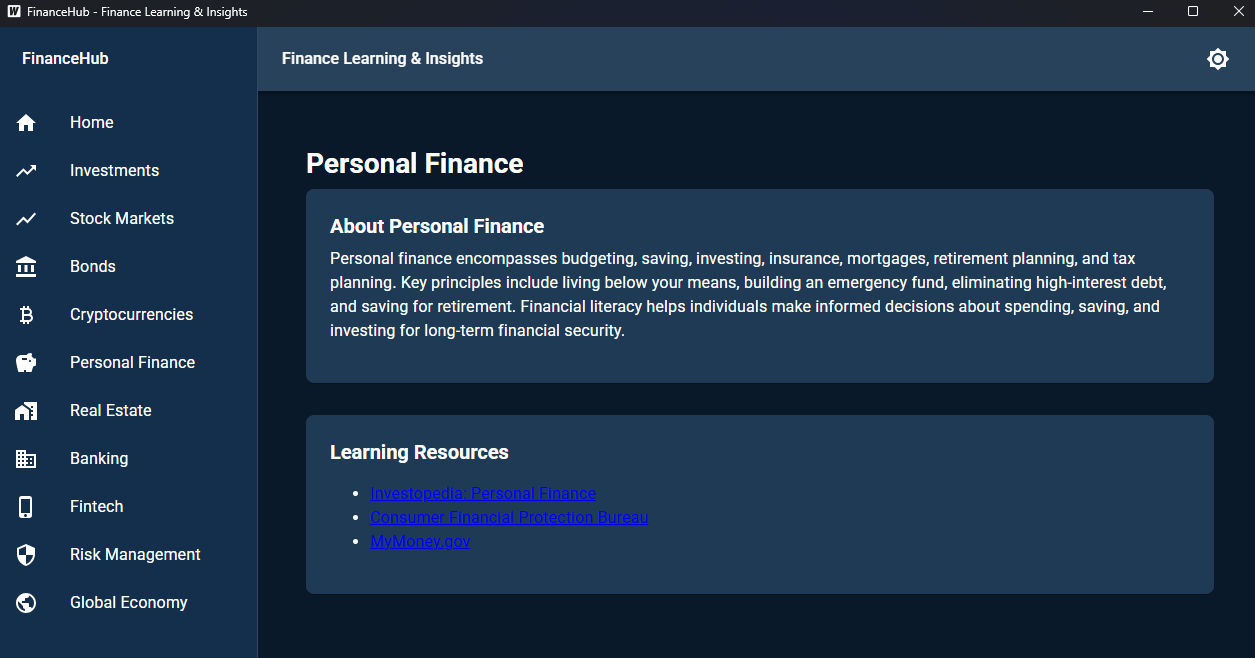 FinanceHub - Finance Learning & Insights
FinanceHub
Finance Learning & Insights
Home
Investments
Stock Markets
Bonds
Cryptocurrencies
Personal Finance
Real Estate
Banking
Fintech
Risk Management
Global Economy
Personal Finance
About Personal Finance
Personal finance encompasses budgeting, saving, investing, insurance, mortgages, retirement planning, and tax
planning. Key principles include living below your means, building an emergency fund, eliminating high-interest debt,
and saving for retirement. Financial literacy helps individuals make informed decisions about spending, saving, and
investing for long-term financial security.
Learning Resources
Investopedia: Personal Finance
Consumer Financial Protection Bureau
MyMoney.gov